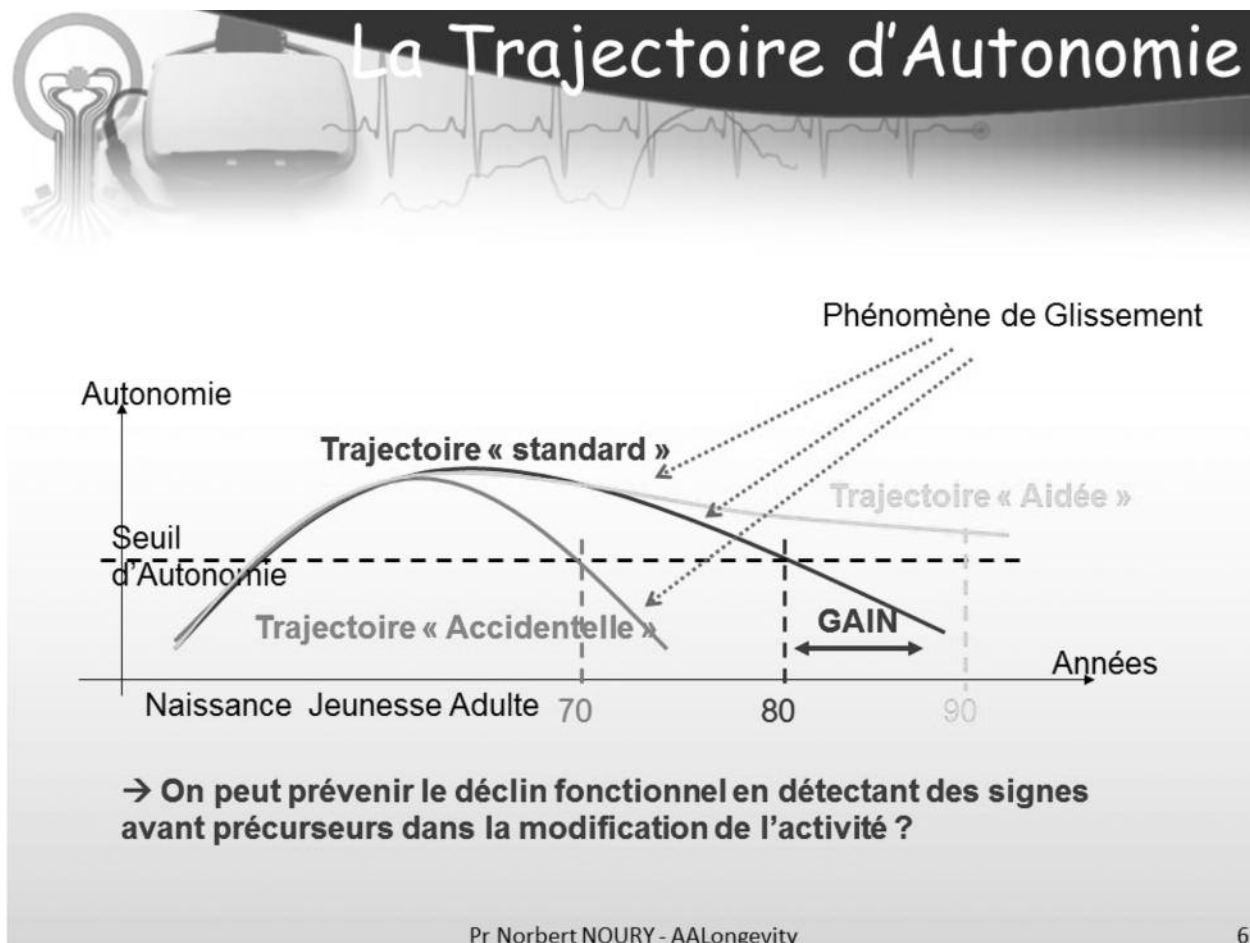 La Trajectoire d'Autonomie
Phénomène de Glissement
Autonomie
Trajectoire « standard »
Trajectoire « Aidée »
Seuil
d'Autonomie
Trajectoire « Accidentelle »
GAIN
Années
Naissance Jeunesse Adulte 70 80 90
→ On peut prévenir le déclin fonctionnel en détectant des signes
avant précurseurs dans la modification de l'activité ?
Pr Norbert NOURY - AALongevity
6